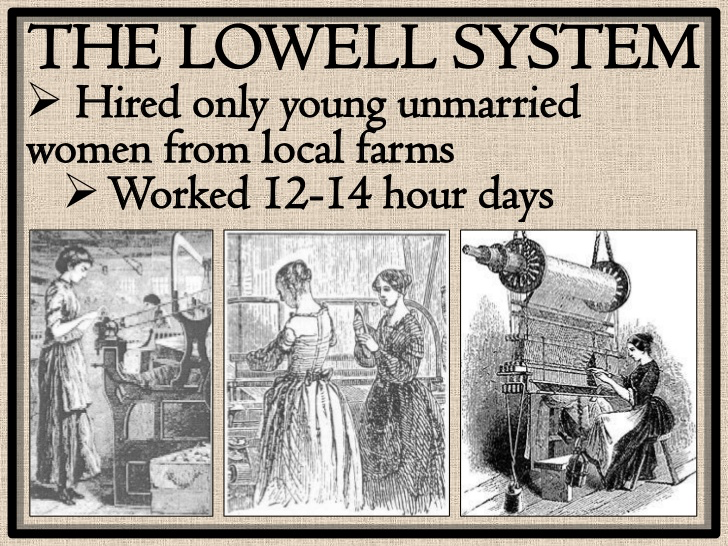 THE LOWELL SYSTEM
➢ Hired only young unmarried
women from local farms
➢ Worked 12-14 hour days